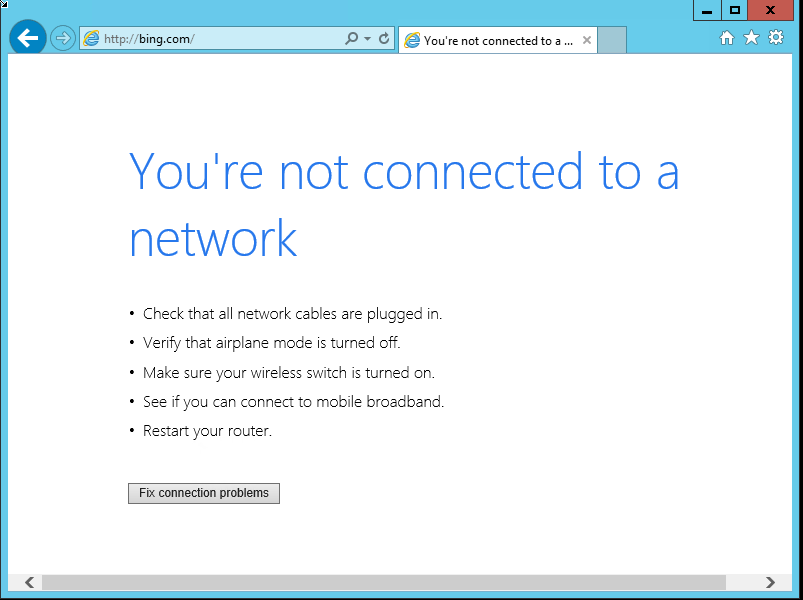 http://bing.com/
You're not connected to a ...
You're not connected to a
network
• Check that all network cables are plugged in.
• Verify that airplane mode is turned off.
• Make sure your wireless switch is turned on.
• See if you can connect to mobile broadband.
• Restart your router.
Fix connection problems